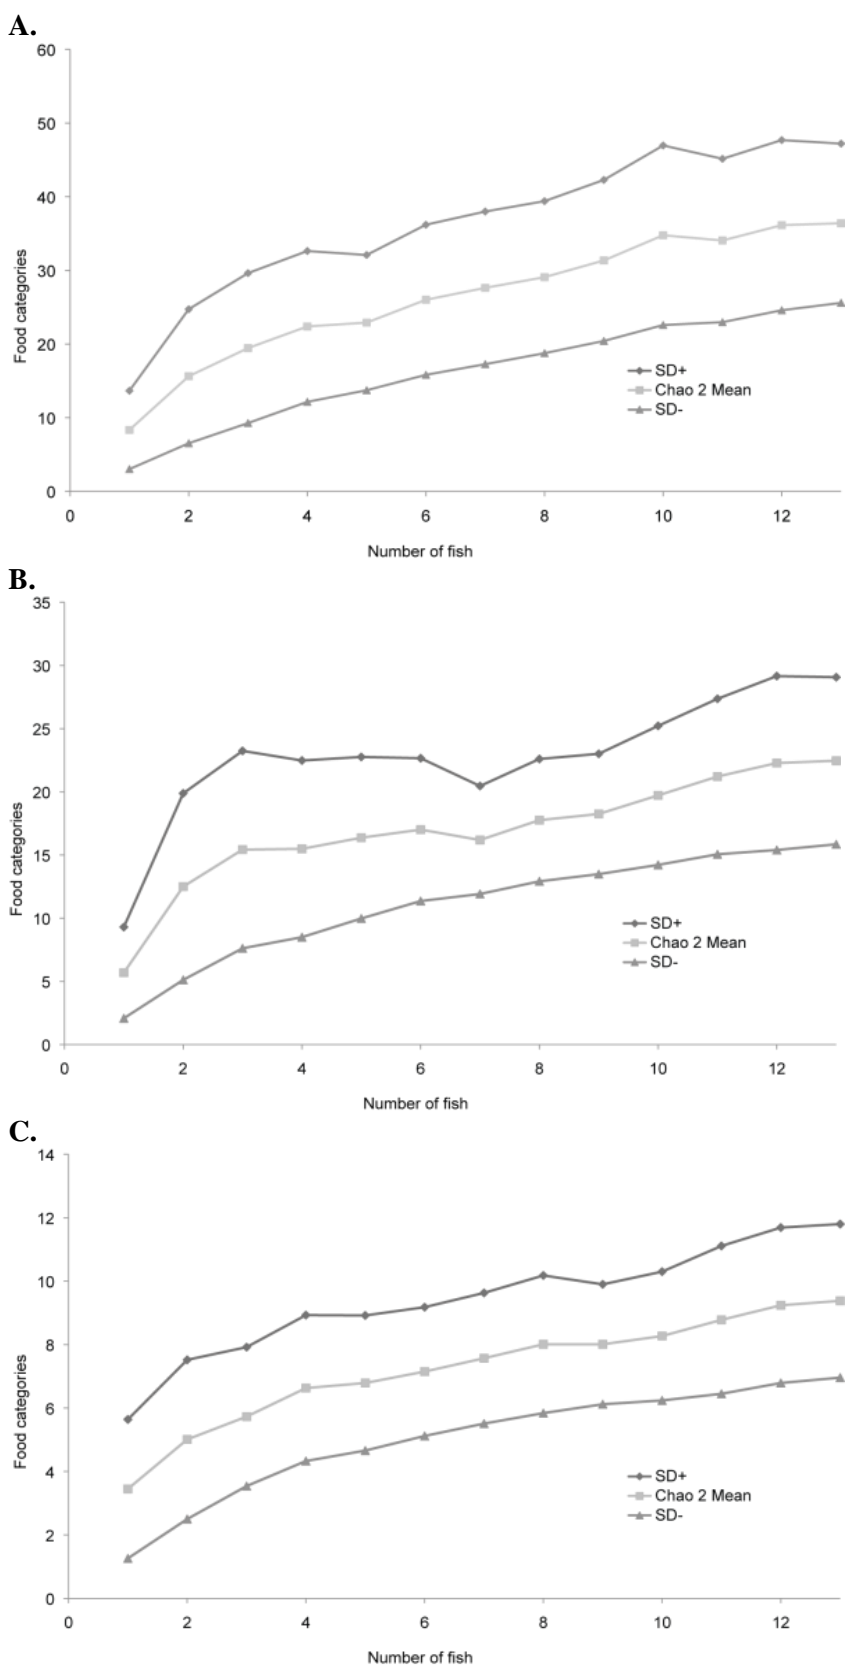 A.
60
50
40
30
20
10
0
Food categories
SD+
Chao 2 Mean
SD-
0 2 4 6 8 10 12
Number of fish
B.
35
30
25
20
15
10
5
0
Food categories
SD+
Chao 2 Mean
SD-
0 2 4 6 8 10 12
Number of fish
C.
14
12
10
8
6
4
2
0
Food categories
SD+
Chao 2 Mean
SD-
0 2 4 6 8 10 12
Number of fish